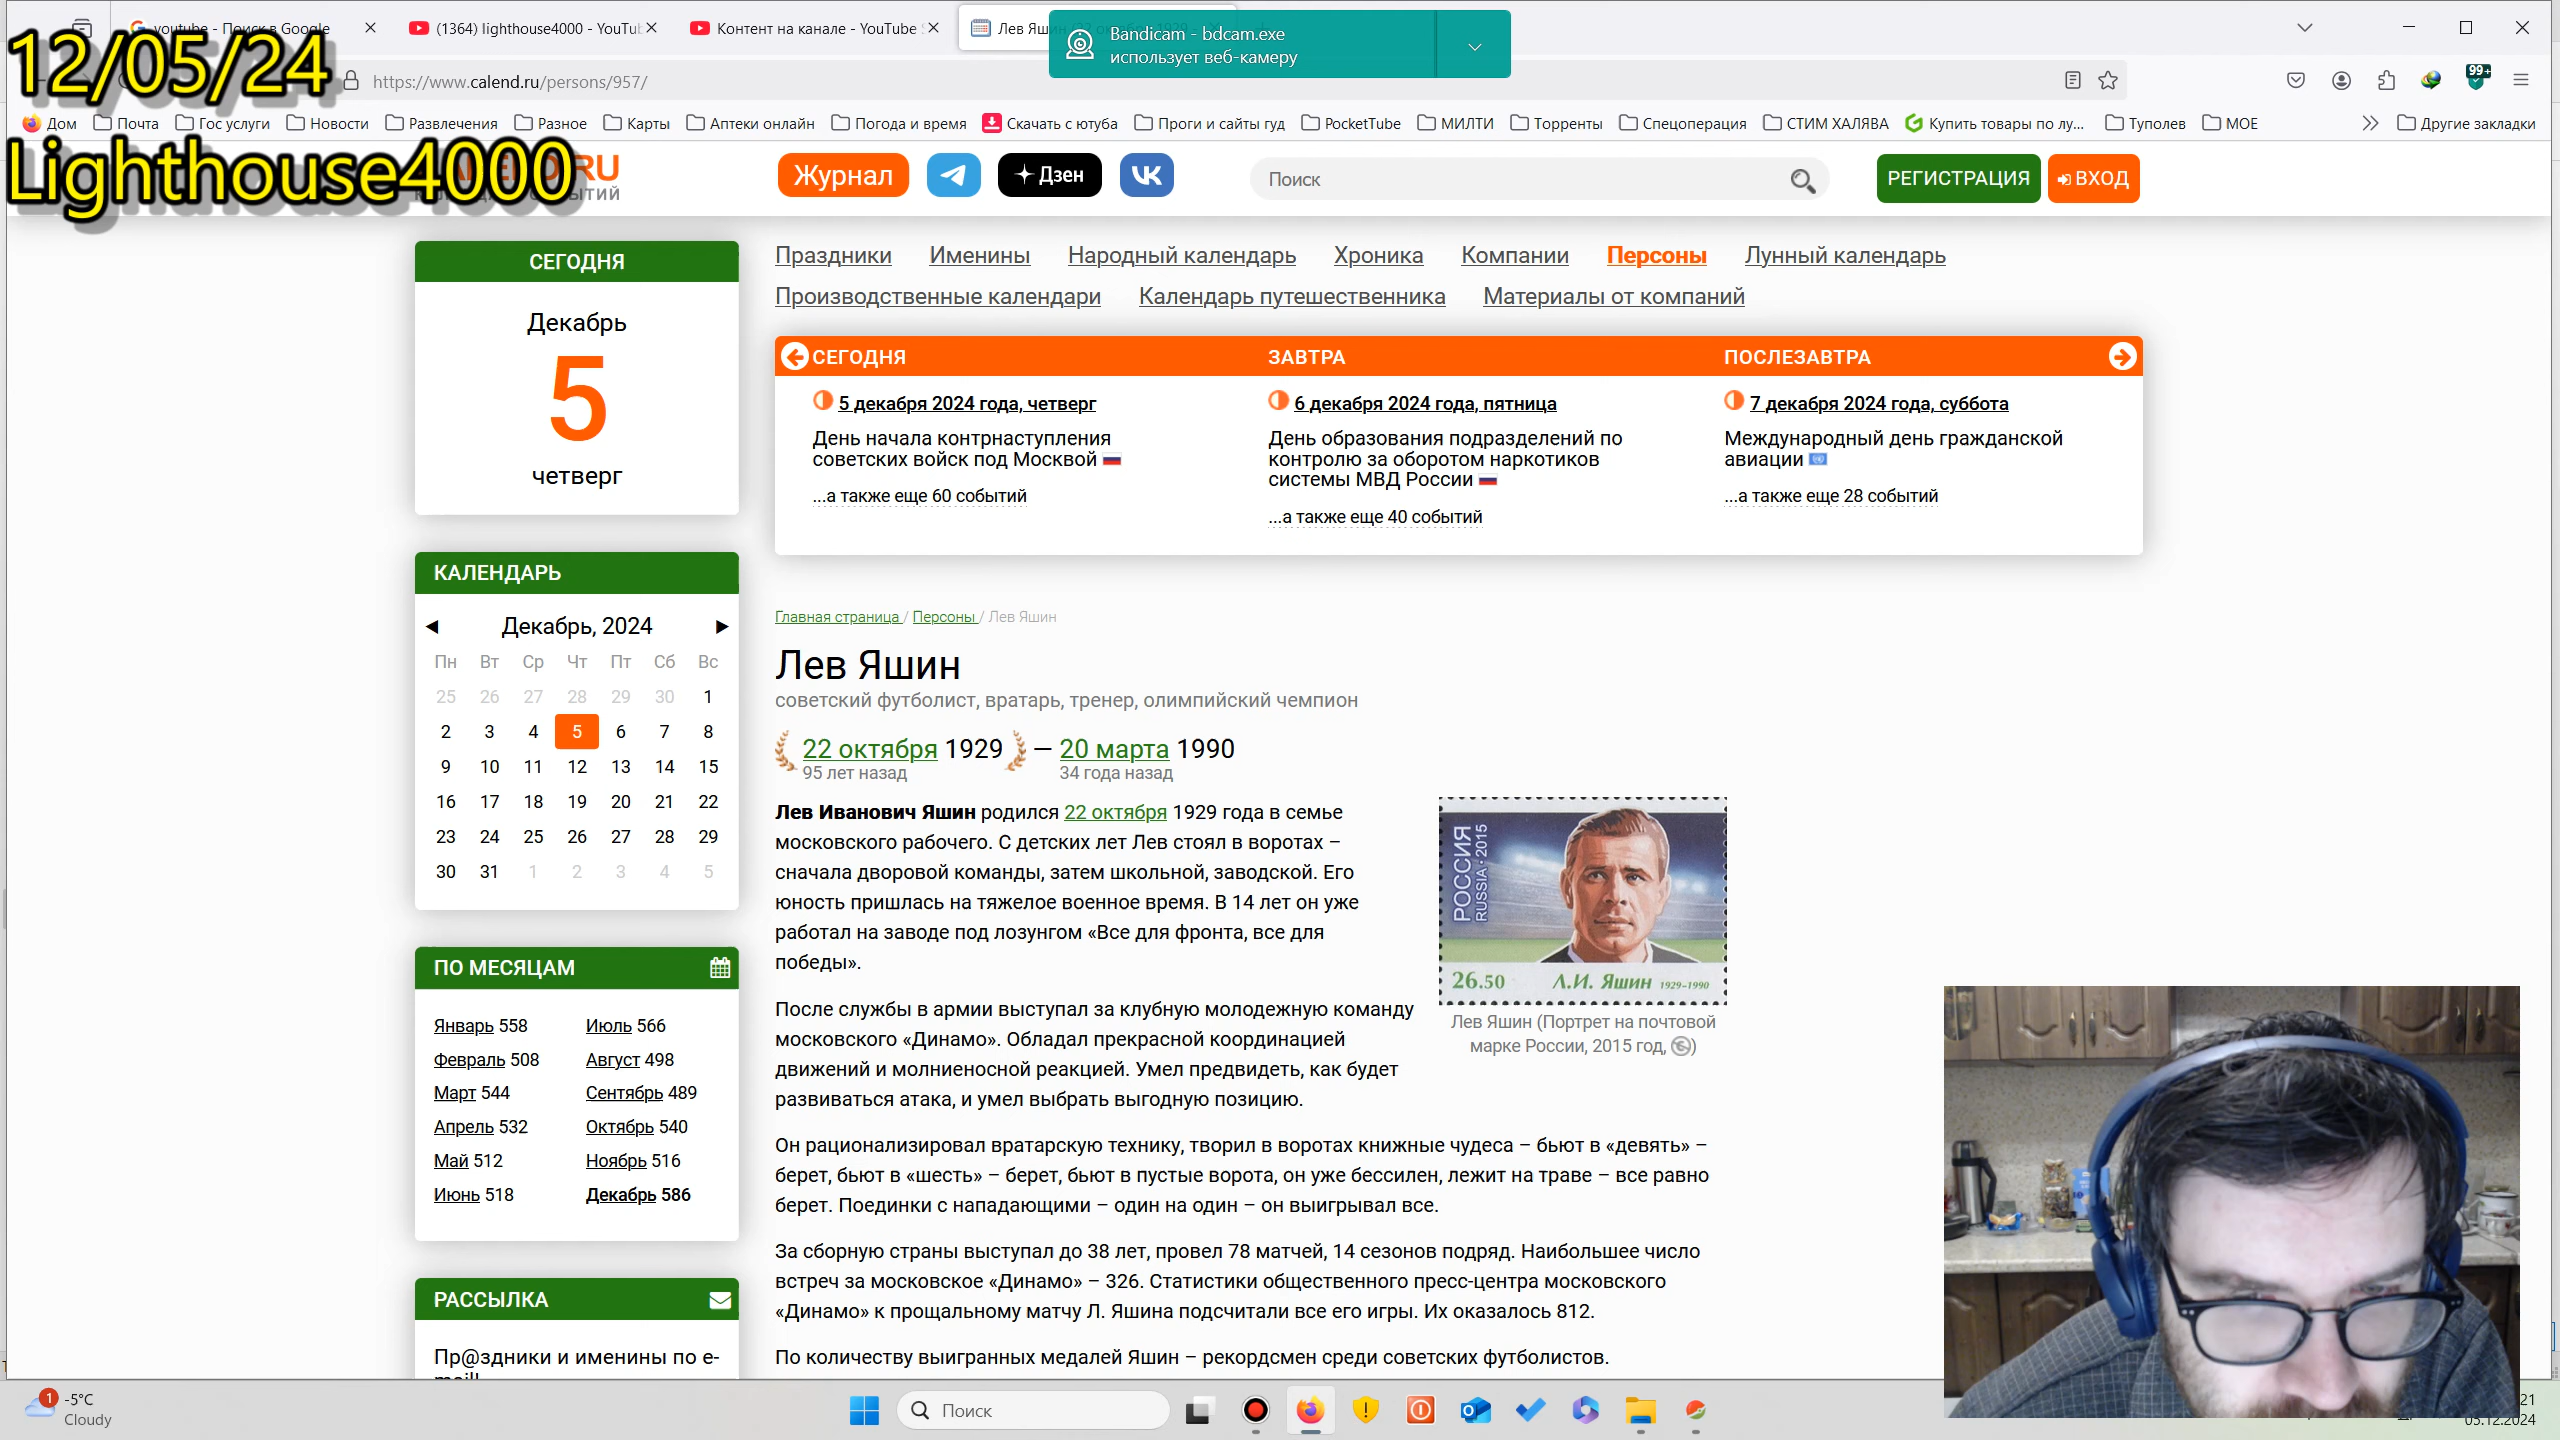 youtube - Поиск в Google
(1364) lighthouse4000 - YouTub
Контент на канале - YouTube
Лев Яшин
Bandicam - bdcam.exe
использует веб-камеру
12/05/24
https://www.calend.ru/persons/957/
99+
Дом
Почта
Гос услуги
Новости
Развлечения
Разное
Карты
Аптеки онлайн
Погода и время
Скачать с ютуба
Проги и сайты гуд
PocketTube
МИЛТИ
Торренты
Спецоперация
СТИМ ХАЛЯВА
Купить товары по лу...
Туполев
МОЕ
Другие закладки
Lighthouse4000
Журнал
Дзен
Поиск
РЕГИСТРАЦИЯ
ВХОД
СЕГОДНЯ
Декабрь
5
четверг
Праздники Именины Народный календарь Хроника Компании Персоны Лунный календарь
Производственные календари Календарь путешественника Материалы от компаний
СЕГОДНЯ
5 декабря 2024 года, четверг
День начала контрнаступления
советских войск под Москвой
...а также еще 60 событий
ЗАВТРА
6 декабря 2024 года, пятница
День образования подразделений по
контролю за оборотом наркотиков
системы МВД России
...а также еще 40 событий
ПОСЛЕЗАВТРА
7 декабря 2024 года, суббота
Международный день гражданской
авиации
...а также еще 28 событий
КАЛЕНДАРЬ
Декабрь, 2024
Пн Вт Ср Чт Пт Сб Вс
25 26 27 28 29 30 1
2 3 4 5 6 7 8
9 10 11 12 13 14 15
16 17 18 19 20 21 22
23 24 25 26 27 28 29
30 31 1 2 3 4 5
ПО МЕСЯЦАМ
Январь 558 Июль 566
Февраль 508 Август 498
Март 544 Сентябрь 489
Апрель 532 Октябрь 540
Май 512 Ноябрь 516
Июнь 518 Декабрь 586
РАССЫЛКА
Пр@здники и именины по e-
Главная страница / Персоны / Лев Яшин
Лев Яшин
советский футболист, вратарь, тренер, олимпийский чемпион
22 октября 1929 — 20 марта 1990
95 лет назад 34 года назад
Лев Иванович Яшин родился 22 октября 1929 года в семье
московского рабочего. С детских лет Лев стоял в воротах –
сначала дворовой команды, затем школьной, заводской. Его
юность пришлась на тяжелое военное время. В 14 лет он уже
работал на заводе под лозунгом «Все для фронта, все для
победы».
РОССИЯ
RUSSIA • 2015
26.50 Л.И. Яшин 1929–1990
Лев Яшин (Портрет на почтовой
марке России, 2015 год, )
После службы в армии выступал за клубную молодежную команду
московского «Динамо». Обладал прекрасной координацией
движений и молниеносной реакцией. Умел предвидеть, как будет
развиваться атака, и умел выбрать выгодную позицию.
Он рационализировал вратарскую технику, творил в воротах книжные чудеса – бьют в «девять» –
берет, бьют в «шесть» – берет, бьют в пустые ворота, он уже бессилен, лежит на траве – все равно
берет. Поединки с нападающими – один на один – он выигрывал все.
За сборную страны выступал до 38 лет, провел 78 матчей, 14 сезонов подряд. Наибольшее число
встреч за московское «Динамо» – 326. Статистики общественного пресс-центра московского
«Динамо» к прощальному матчу Л. Яшина подсчитали все его игры. Их оказалось 812.
По количеству выигранных медалей Яшин – рекордсмен среди советских футболистов.
1
-5°C
Cloudy
Поиск
21
05.12.2024